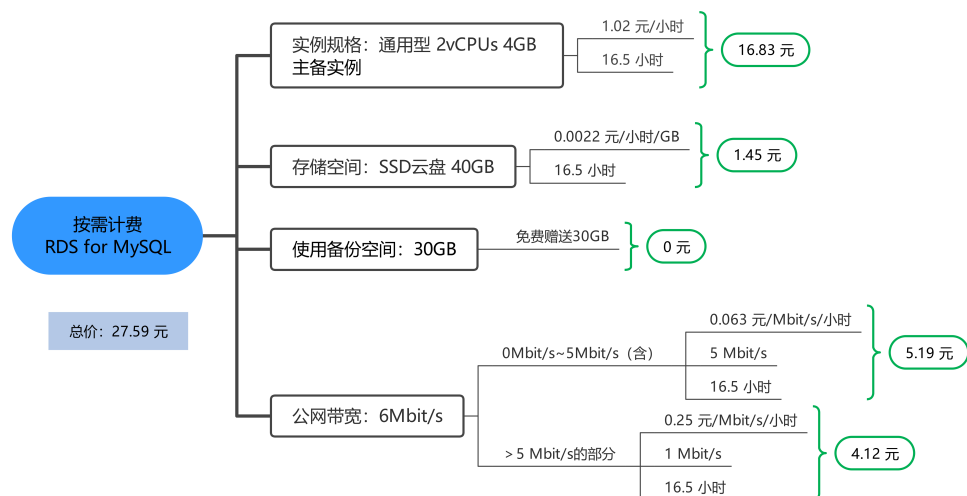 按需计费
RDS for MySQL
总价：27.59 元
实例规格：通用型 2vCPUs 4GB
主备实例
1.02 元/小时
16.5 小时
16.83 元
存储空间：SSD云盘 40GB
0.0022 元/小时/GB
16.5 小时
1.45 元
使用备份空间：30GB
免费赠送30GB
0 元
公网带宽：6Mbit/s
0Mbit/s~5Mbit/s（含）
0.063 元/Mbit/s/小时
5 Mbit/s
16.5 小时
5.19 元
＞5 Mbit/s的部分
0.25 元/Mbit/s/小时
1 Mbit/s
16.5 小时
4.12 元